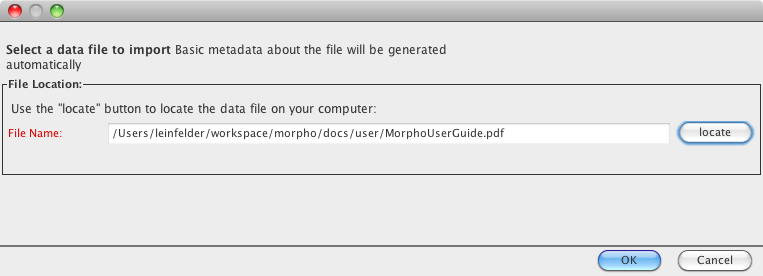 Select a data file to import Basic metadata about the file will be generated
automatically
File Location:
Use the "locate" button to locate the data file on your computer:
File Name: /Users/leinfelder/workspace/morpho/docs/user/MorphoUserGuide.pdf locate
OK Cancel